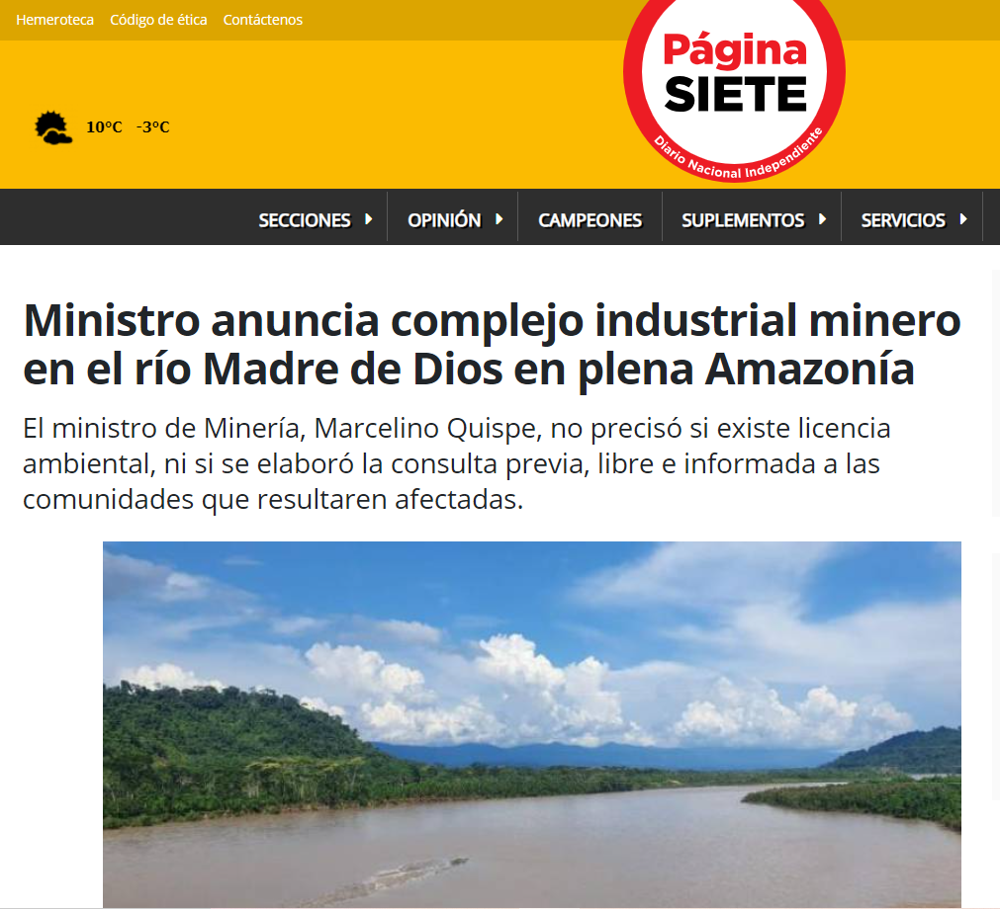 Hemeroteca Código de ética Contáctenos
Página
SIETE
Diario Nacional Independiente
10°C -3°C
SECCIONES OPINIÓN CAMPEONES SUPLEMENTOS SERVICIOS
Ministro anuncia complejo industrial minero
en el río Madre de Dios en plena Amazonía
El ministro de Minería, Marcelino Quispe, no precisó si existe licencia
ambiental, ni si se elaboró la consulta previa, libre e informada a las
comunidades que resultaren afectadas.